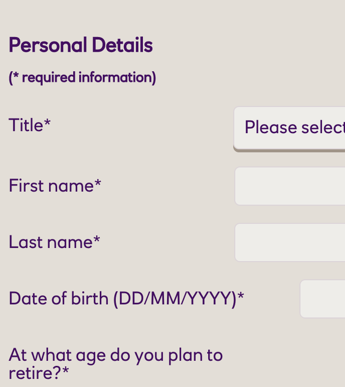 Personal Details
(* required information)
Title*
Please select
First name*
Last name*
Date of birth (DD/MM/YYYY)*
At what age do you plan to
retire?*